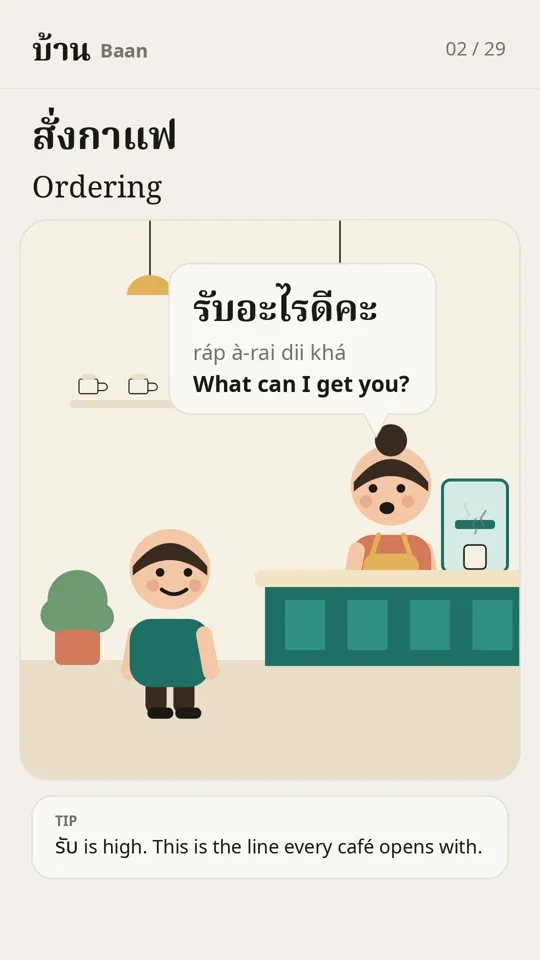 บ้าน Baan
02 / 29
สั่งกาแฟ
Ordering
รับอะไรดีคะ
ráp à-rai dii khá
What can I get you?
TIP
รับ is high. This is the line every café opens with.